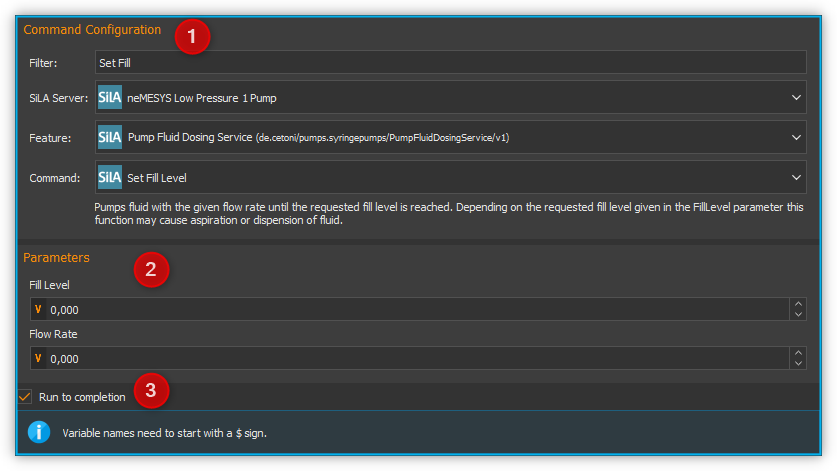 Command Configuration
1
Filter:
Set Fill
SiLA Server:
SiLA neMESYS Low Pressure 1 Pump
Feature:
SiLA Pump Fluid Dosing Service (de.cetoni/pumps.syringepumps/PumpFluidDosingService/v1)
Command:
SiLA Set Fill Level
Pumps fluid with the given flow rate until the requested fill level is reached. Depending on the requested fill level given in the FillLevel parameter this
function may cause aspiration or dispension of fluid.
Parameters
2
Fill Level
V 0,000
Flow Rate
V 0,000
Run to completion
3
i Variable names need to start with a $ sign.